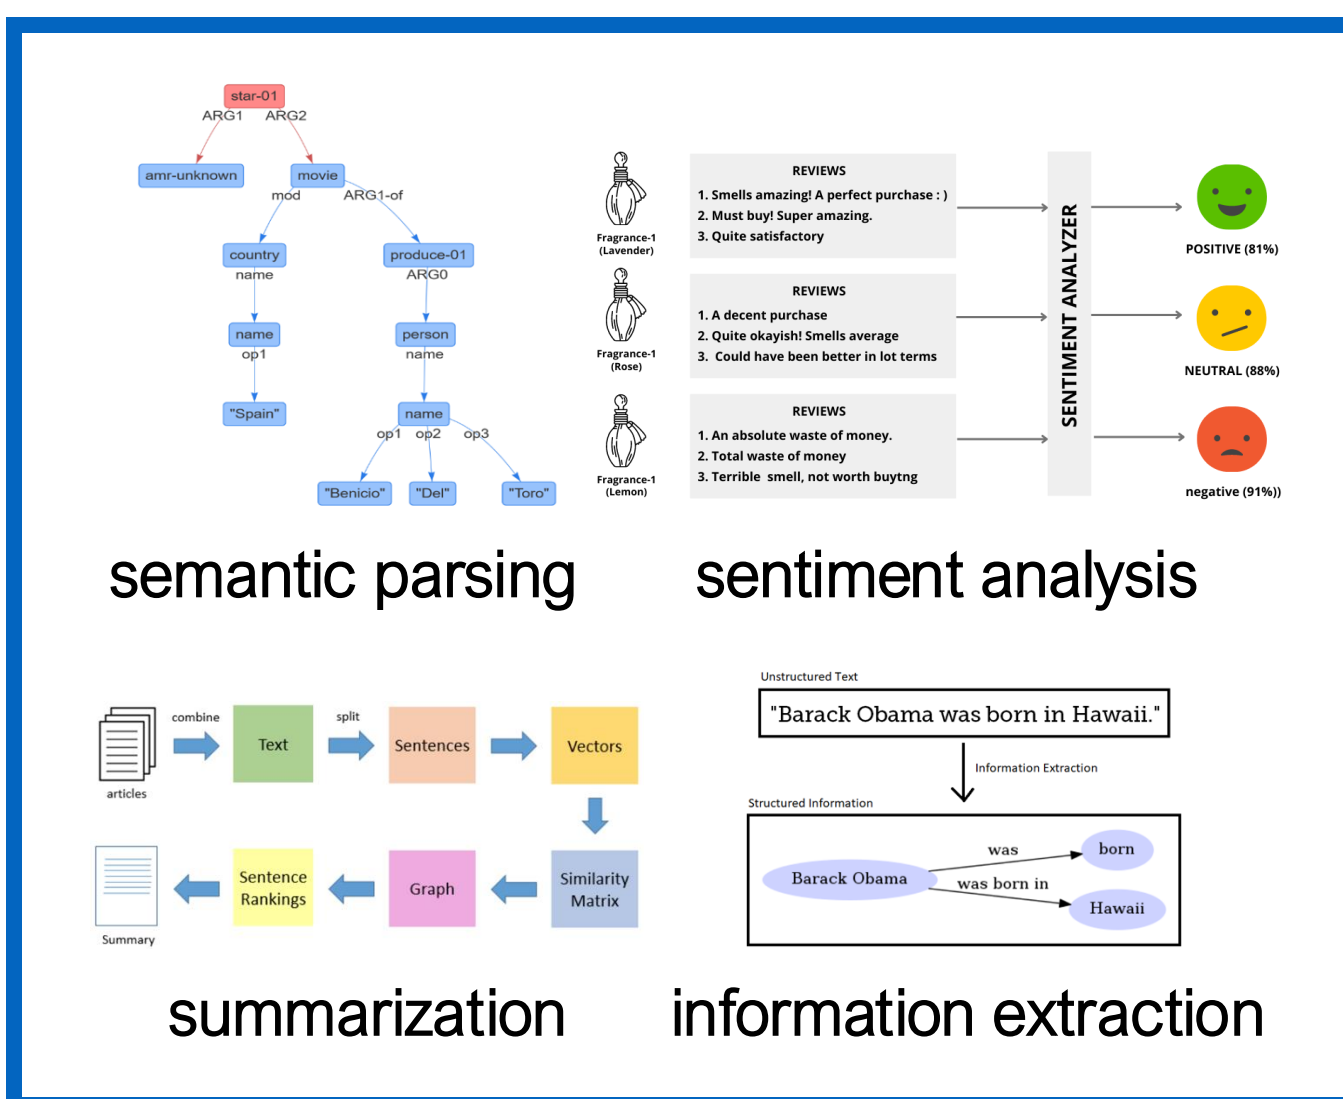 star-01
ARG1 ARG2
amr-unknown
movie
mod
ARG1-of
country
produce-01
name
ARG0
name
person
op1
name
"Spain"
name
op1 op2 op3
"Benicio"
"Del"
"Toro"
semantic parsing
Fragrance-1
(Lavender)
REVIEWS
1. Smells amazing! A perfect purchase : )
2. Must buy! Super amazing.
3. Quite satisfactory
Fragrance-1
(Rose)
REVIEWS
1. A decent purchase
2. Quite okayish! Smells average
3. Could have been better in lot terms
Fragrance-1
(Lemon)
REVIEWS
1. An absolute waste of money.
2. Total waste of money
3. Terrible smell, not worth buytng
SENTIMENT ANALYZER
POSITIVE (81%)
NEUTRAL (88%)
negative (91%))
sentiment analysis
articles
combine
Text
split
Sentences
Vectors
Similarity
Matrix
Graph
Sentence
Rankings
Summary
summarization
Unstructured Text
"Barack Obama was born in Hawaii."
Information Extraction
Structured Information
Barack Obama
was
born
was born in
Hawaii
information extraction